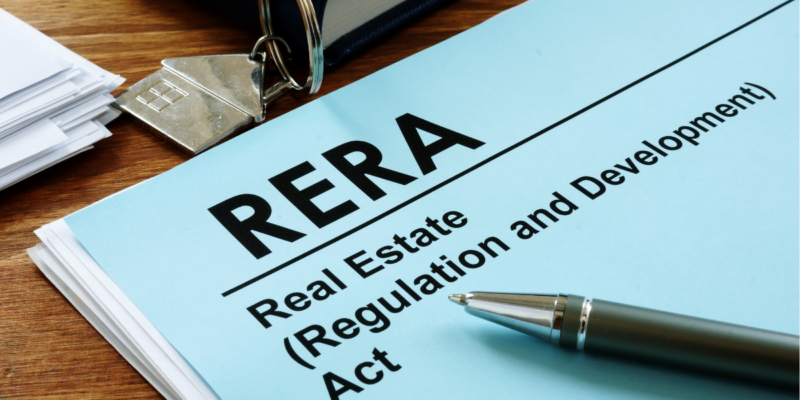 RERA
Real Estate
(Regulation and Development)
Act